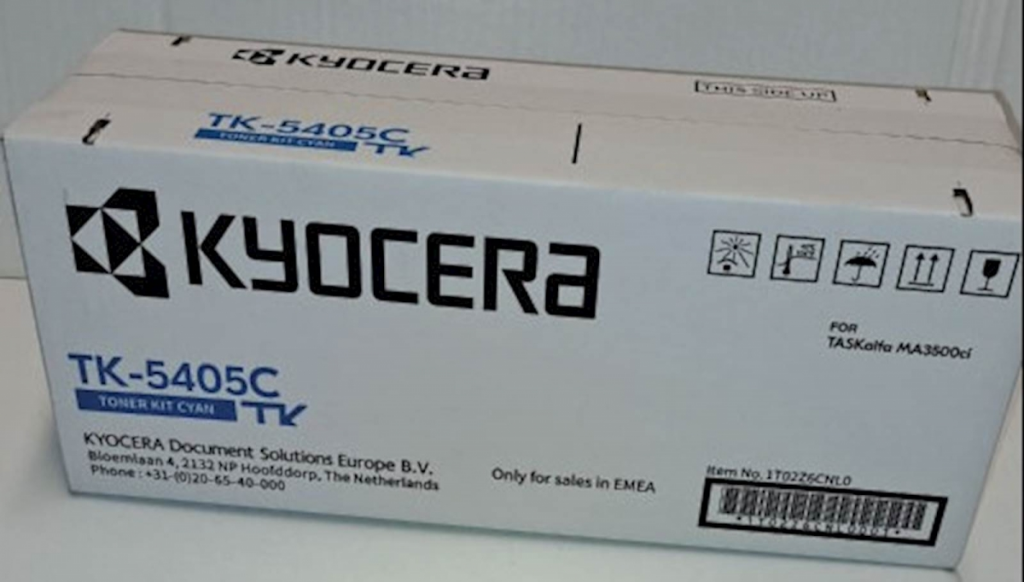 KYOCERA
THIS SIDE UP
TK-5405C
TONER KIT CYAN
TK
KYOCERA
FOR
TASKalfa MA3500ci
TK-5405C
TONER KIT CYAN
TK
KYOCERA Document Solutions Europe B.V.
Bloemlaan 4, 2132 NP Hoofddorp, The Netherlands
Phone : +31-(0)20-65-40-000
Only for sales in EMEA
Item No. 1T02Z6CNL0
*1T02Z6CNL0001*